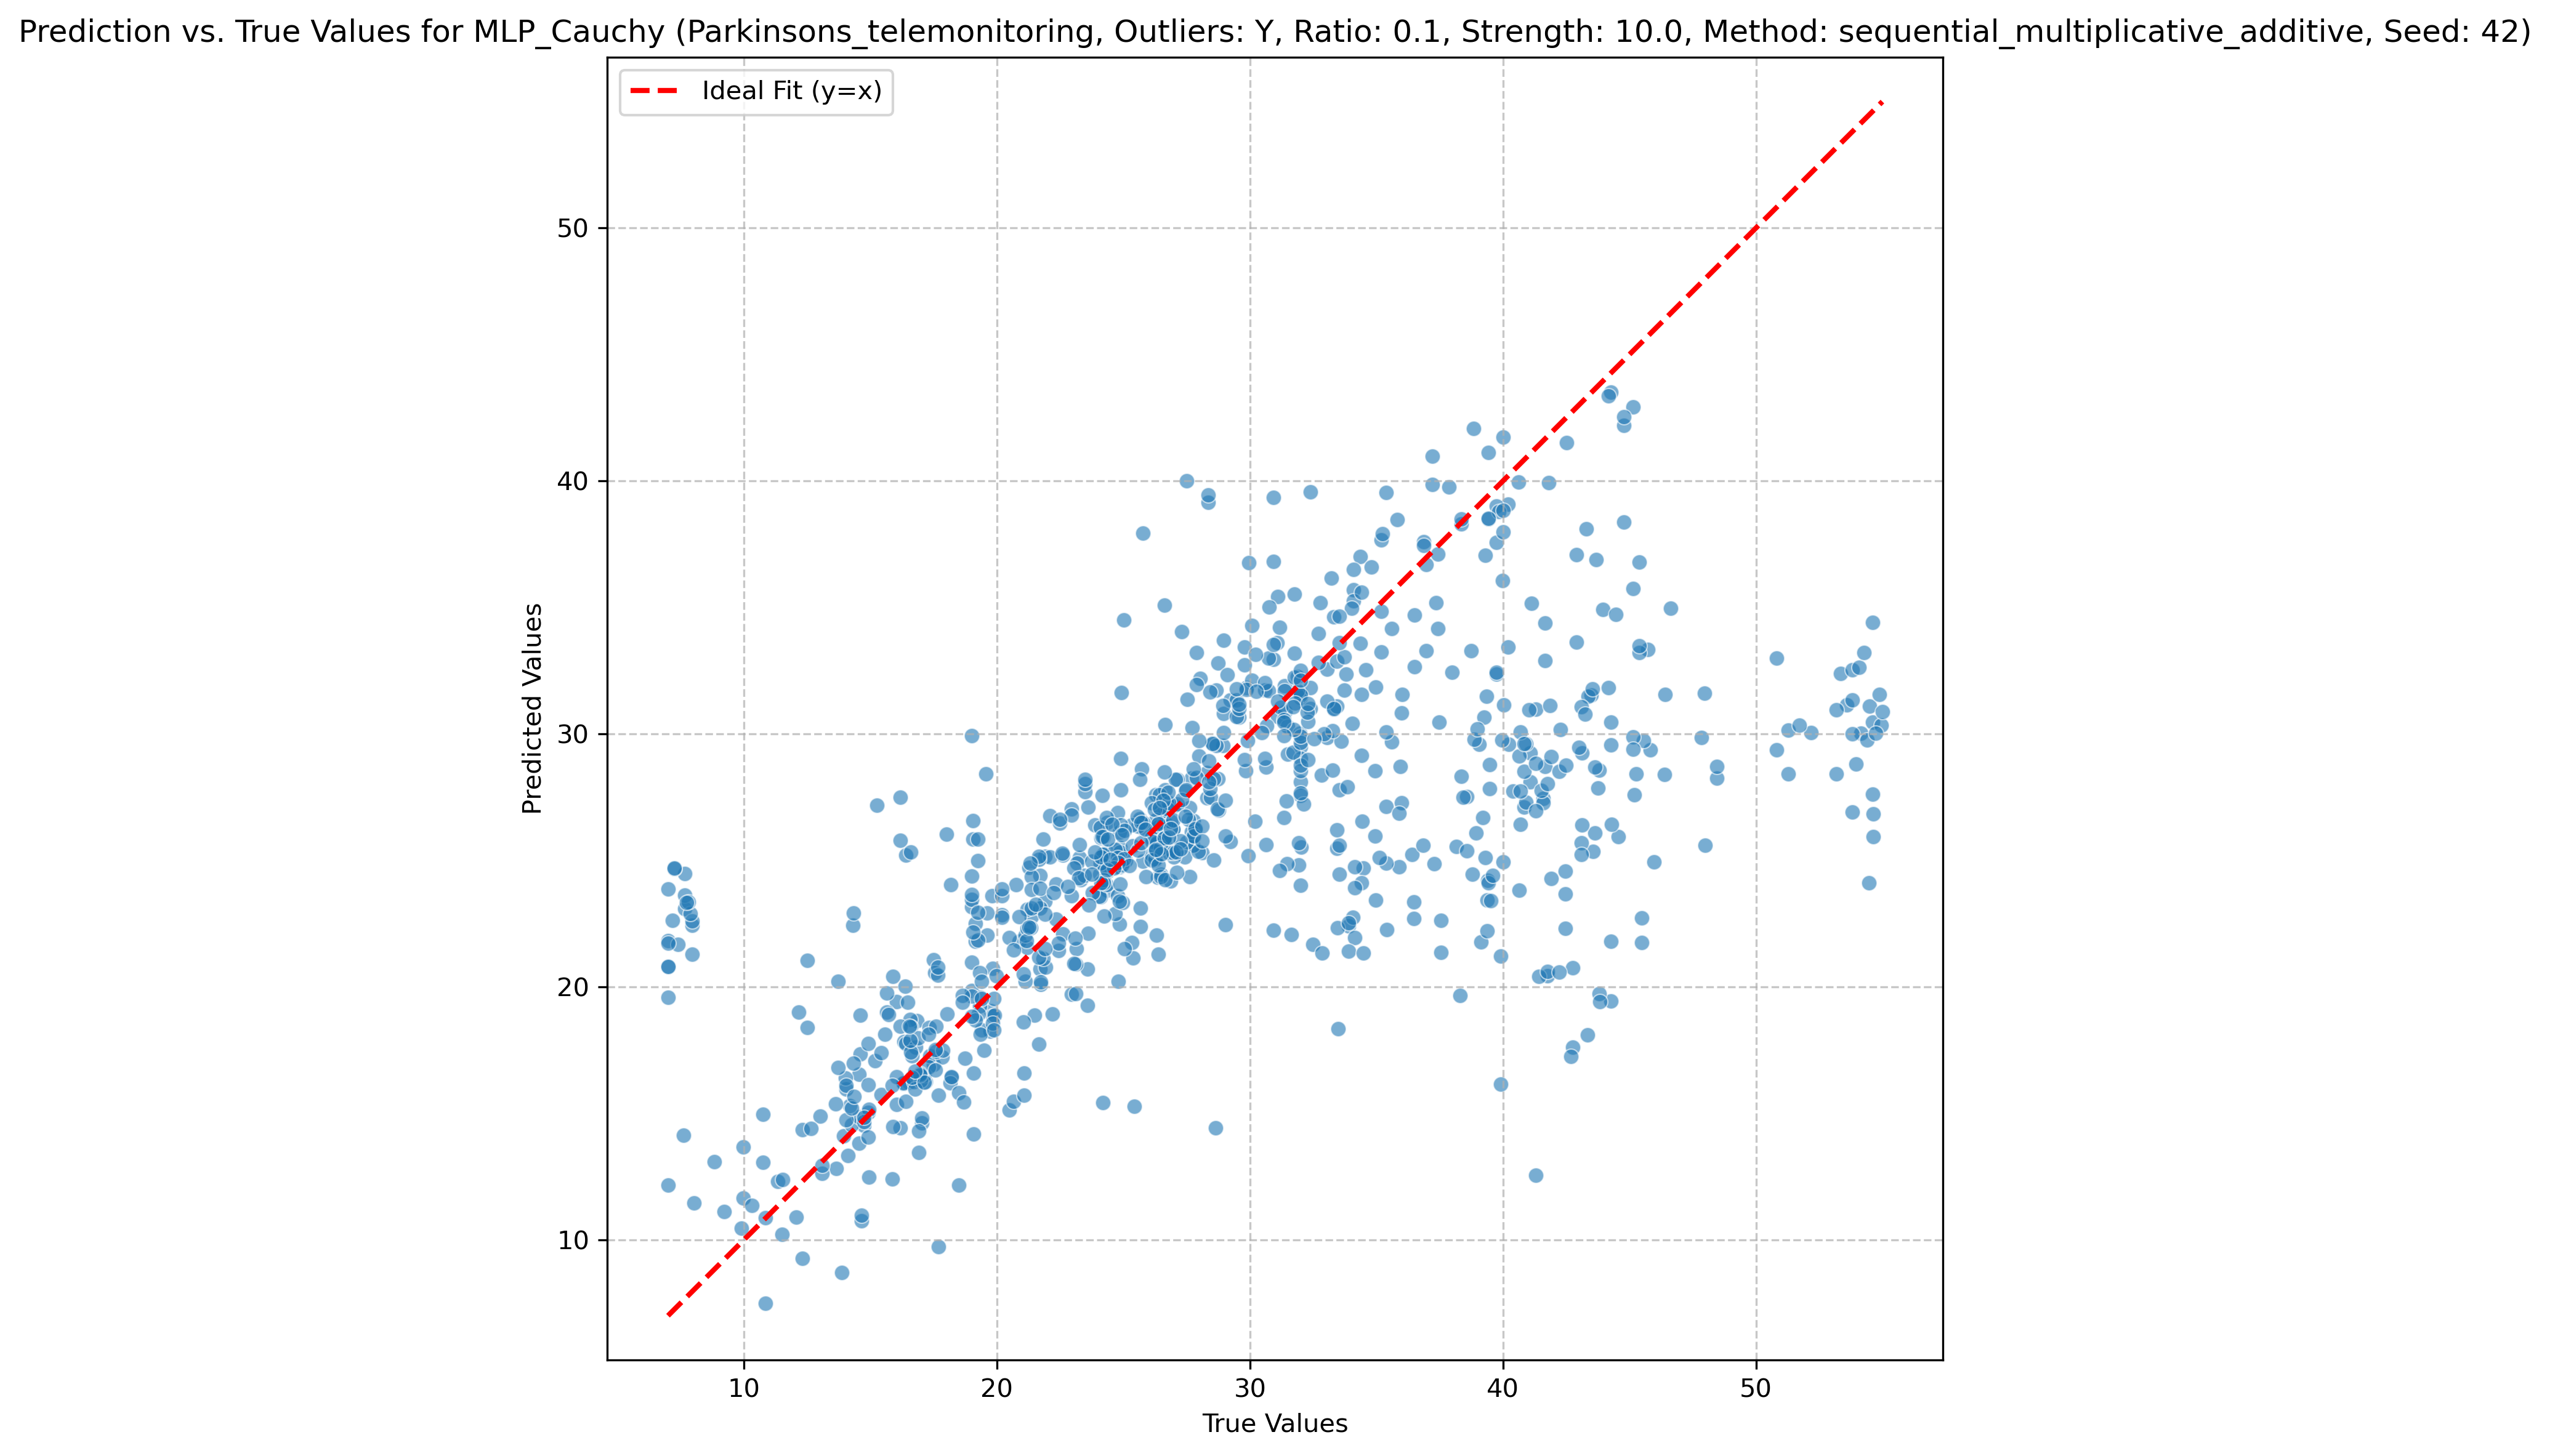 Prediction vs. True Values for MLP_Cauchy (Parkinsons_telemonitoring, Outliers: Y, Ratio: 0.1, Strength: 10.0, Method: sequential_multiplicative_additive, Seed: 42)
Ideal Fit (y=x)
50
40
30
20
10
Predicted Values
10 20 30 40 50
True Values